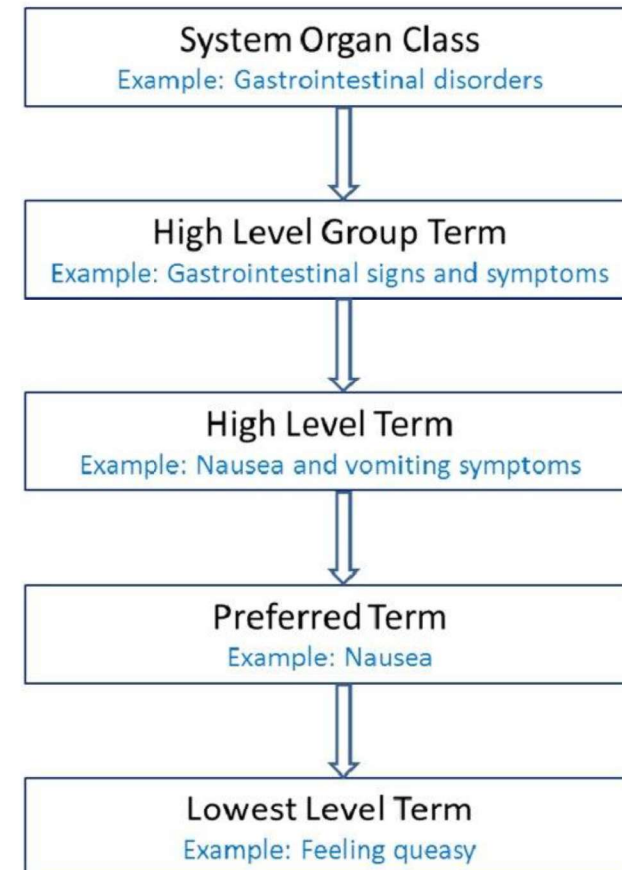 System Organ Class
Example: Gastrointestinal disorders
High Level Group Term
Example: Gastrointestinal signs and symptoms
High Level Term
Example: Nausea and vomiting symptoms
Preferred Term
Example: Nausea
Lowest Level Term
Example: Feeling queasy